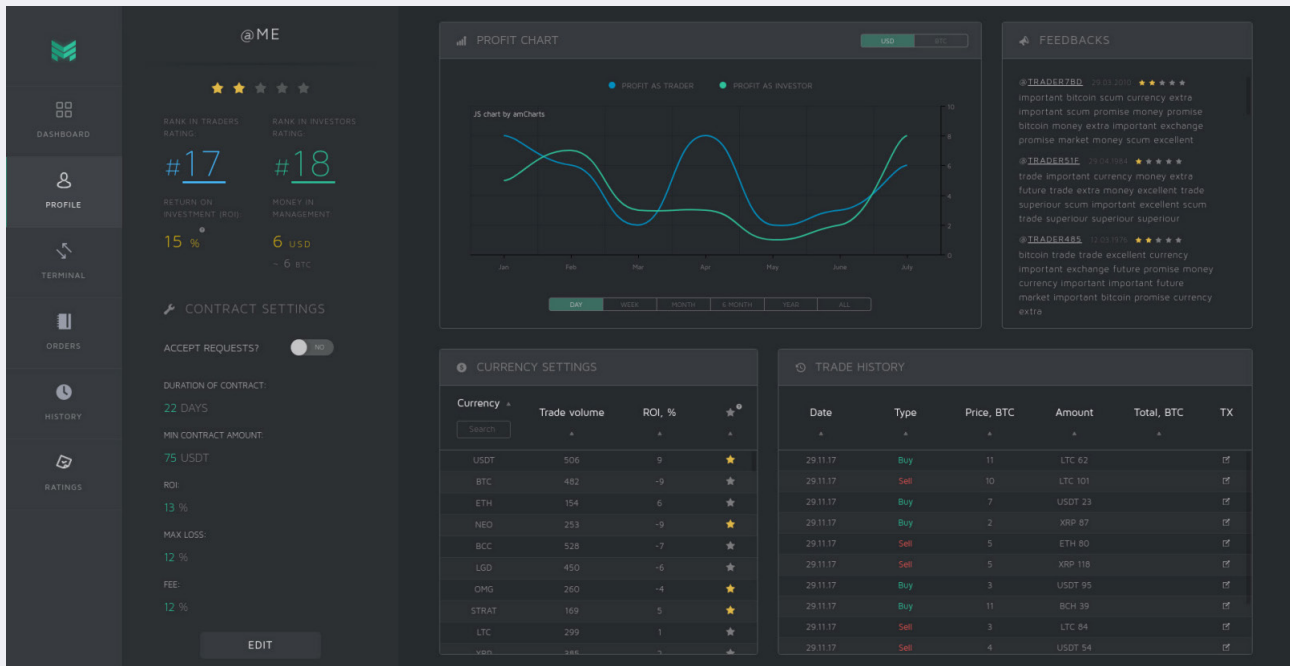 @ME
DASHBOARD
PROFILE
TERMINAL
ORDERS
HISTORY
RATINGS
RANK IN TRADERS RATING:
#17
RANK IN INVESTORS RATING
#18
RETURN ON INVESTMENT (ROI):
15 %
MONEY IN MANAGEMENT
6 USD
~ 6 BTC
CONTRACT SETTINGS
ACCEPT REQUESTS?
NO
DURATION OF CONTRACT:
22 DAYS
MIN CONTRACT AMOUNT:
75 USDT
ROI:
13 %
MAX LOSS:
12 %
FEE:
12 %
EDIT
PROFIT CHART
USD
BTC
PROFIT AS TRADER
PROFIT AS INVESTOR
JS chart by amCharts
10
8
6
4
2
0
Jan Feb Mar Apr May June July
DAY WEEK MONTH 6 MONTH YEAR ALL
FEEDBACKS
@TRADER7BD 29.03.2010
important bitcoin scum currency extra
important scum promise money promise
bitcoin money extra important exchange
promise market money scum excellent
@TRADER51F 29.04.1984
trade important currency money extra
future trade extra money excellent trade
superiour scum important excellent scum
trade superiour superiour superiour
@TRADER485 12.03.1976
bitcoin trade trade excellent currency
important exchange future promise money
currency important important future
market important bitcoin promise currency
extra
CURRENCY SETTINGS
Currency Trade volume ROI, %
Search
USDT 506 9
BTC 482 -9
ETH 154 6
NEO 253 -9
BCC 528 -7
LGD 450 -6
OMG 260 -4
STRAT 169 5
LTC 299 1
XRP 385 2
TRADE HISTORY
Date Type Price, BTC Amount Total, BTC TX
29.11.17 Buy 11 LTC 62
29.11.17 Sell 10 LTC 101
29.11.17 Buy 7 USDT 23
29.11.17 Buy 2 XRP 87
29.11.17 Sell 5 ETH 80
29.11.17 Sell 5 XRP 118
29.11.17 Buy 3 USDT 95
29.11.17 Buy 11 BCH 39
29.11.17 Sell 3 LTC 84
29.11.17 Sell 4 USDT 54